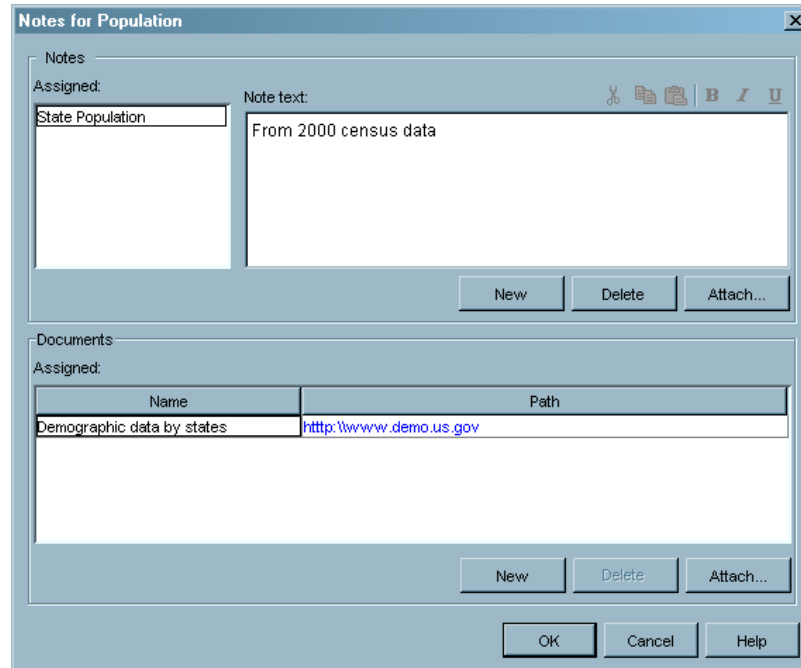 Notes for Population
Notes
Assigned:
Note text:
B I U
State Population
From 2000 census data
New Delete Attach...
Documents
Assigned:
Name Path
Demographic data by states htttp:\\www.demo.us.gov
New Delete Attach...
OK Cancel Help